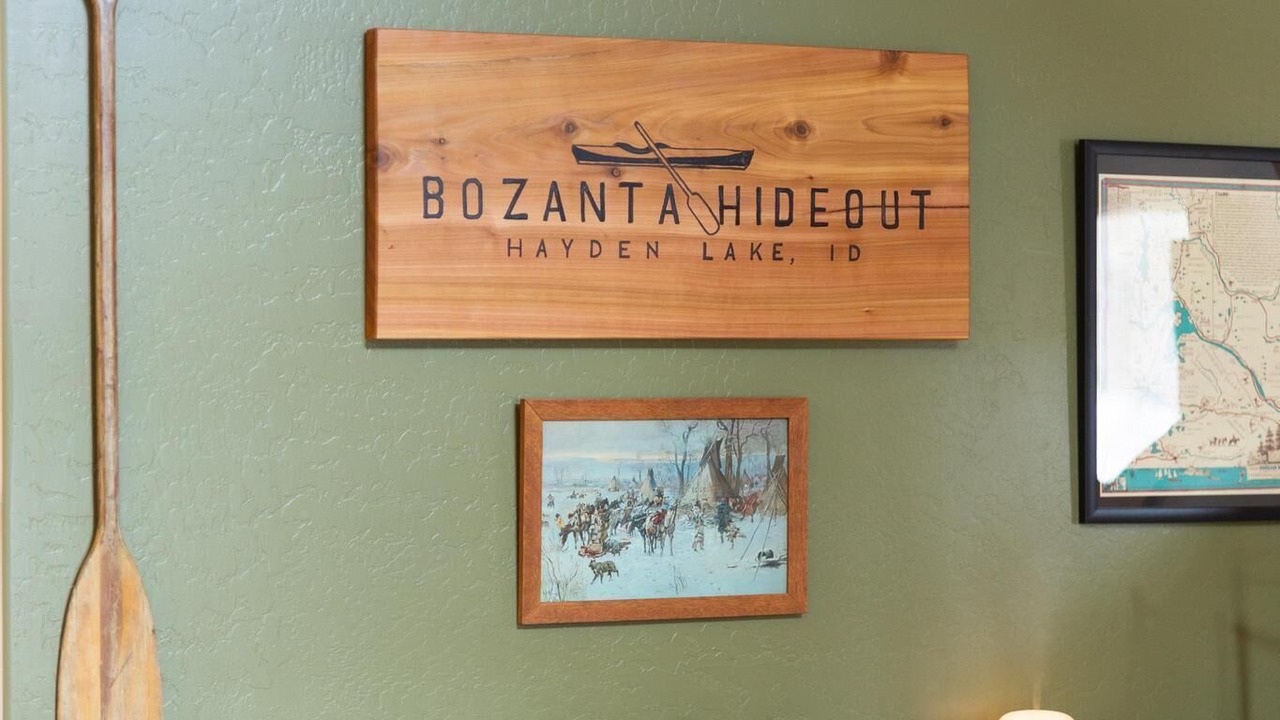 BOZANTA HIDEOUT
HAYDEN LAKE, ID